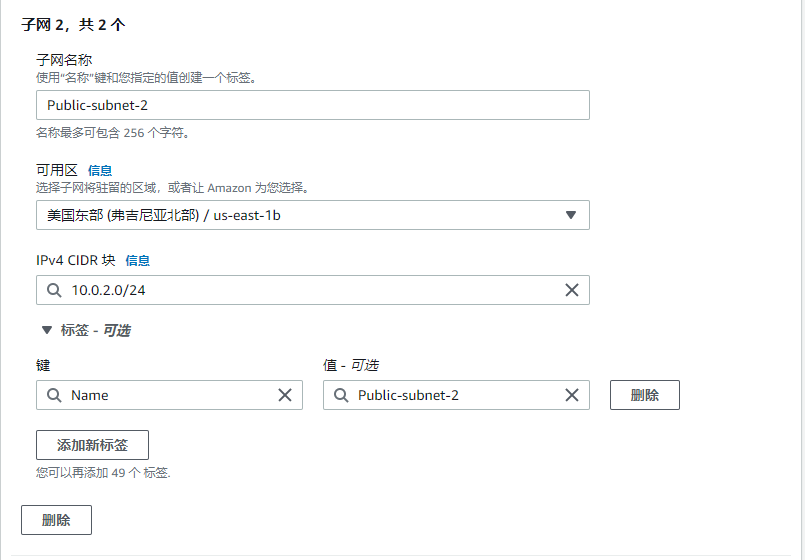 子网 2，共 2 个
子网名称
使用“名称”键和您指定的值创建一个标签。
Public-subnet-2
名称最多可包含 256 个字符。
可用区 信息
选择子网将驻留的区域，或者让 Amazon 为您选择。
美国东部 (弗吉尼亚北部) / us-east-1b
IPv4 CIDR 块 信息
10.0.2.0/24
标签 - 可选
键 值 - 可选
Name Public-subnet-2 删除
添加新标签
您可以再添加 49 个 标签.
删除